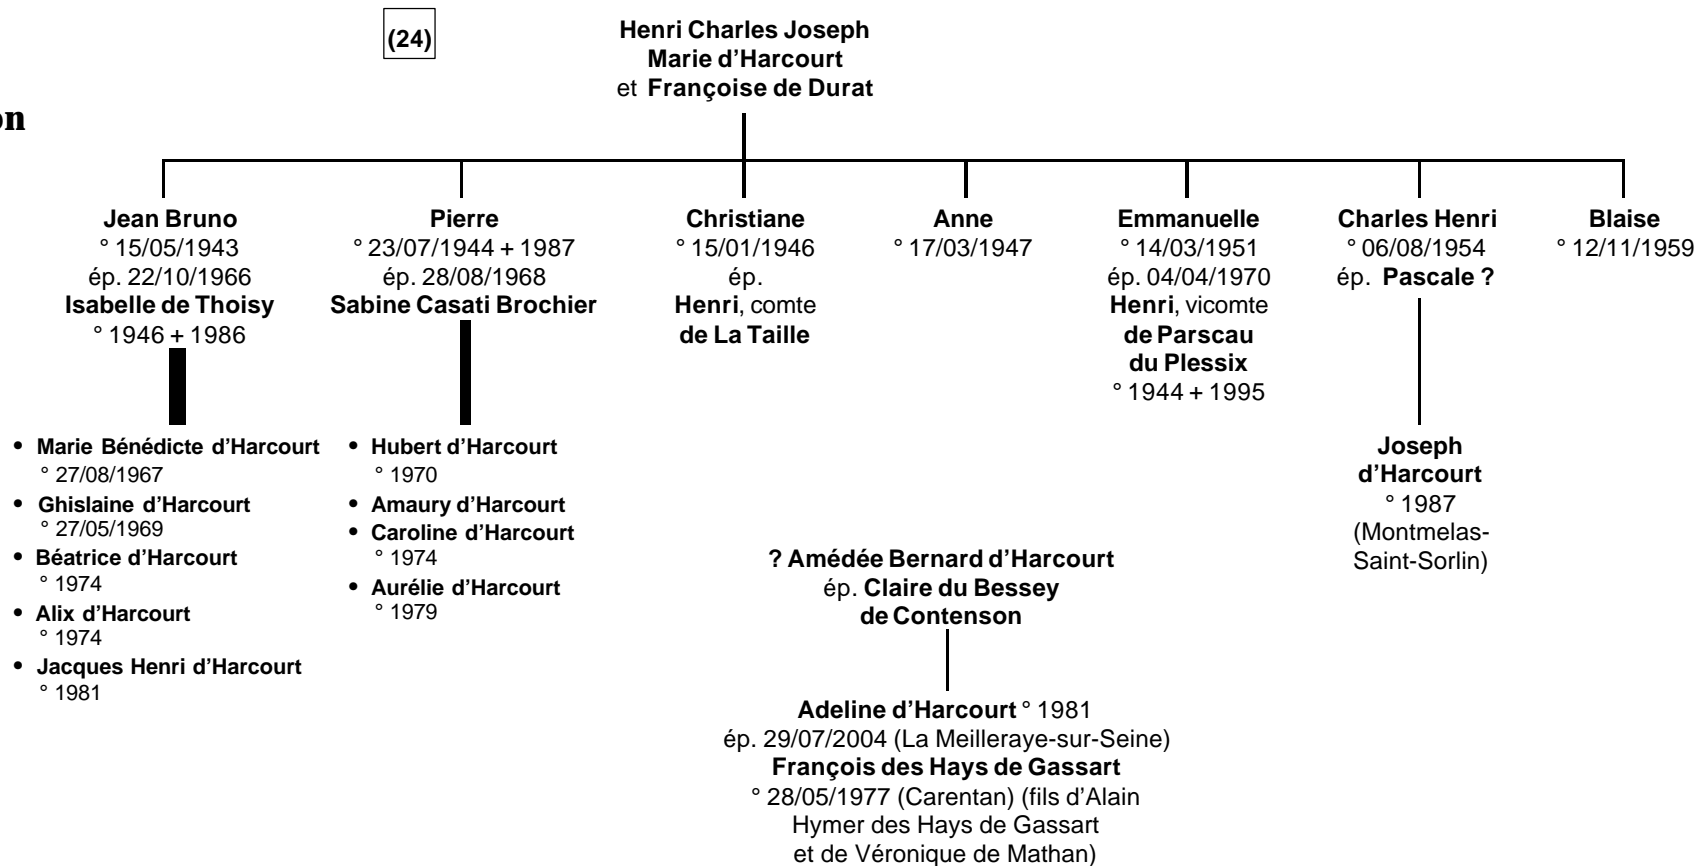 (24)
Henri Charles Joseph
Marie d’Harcourt
et Françoise de Durat
on
Jean Bruno
° 15/05/1943
ép. 22/10/1966
Isabelle de Thoisy
° 1946 + 1986
Pierre
° 23/07/1944 + 1987
ép. 28/08/1968
Sabine Casati Brochier
Christiane
° 15/01/1946
ép.
Henri, comte
de La Taille
Anne
° 17/03/1947
Emmanuelle
° 14/03/1951
ép. 04/04/1970
Henri, vicomte
de Parscau
du Plessix
° 1944 + 1995
Charles Henri
° 06/08/1954
ép. Pascale ?
Blaise
° 12/11/1959
• Marie Bénédicte d’Harcourt
° 27/08/1967
• Ghislaine d’Harcourt
° 27/05/1969
• Béatrice d’Harcourt
° 1974
• Alix d’Harcourt
° 1974
• Jacques Henri d’Harcourt
° 1981
• Hubert d’Harcourt
° 1970
• Amaury d’Harcourt
• Caroline d’Harcourt
° 1974
• Aurélie d’Harcourt
° 1979
Joseph
d’Harcourt
° 1987
(Montmelas-
Saint-Sorlin)
? Amédée Bernard d’Harcourt
ép. Claire du Bessey
de Contenson
Adeline d’Harcourt ° 1981
ép. 29/07/2004 (La Meilleraye-sur-Seine)
François des Hays de Gassart
° 28/05/1977 (Carentan) (fils d’Alain
Hymer des Hays de Gassart
et de Véronique de Mathan)